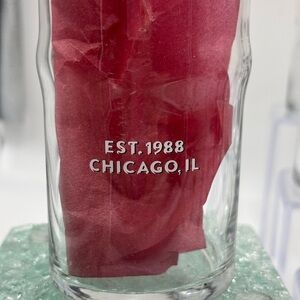 EST. 1988
CHICAGO, IL